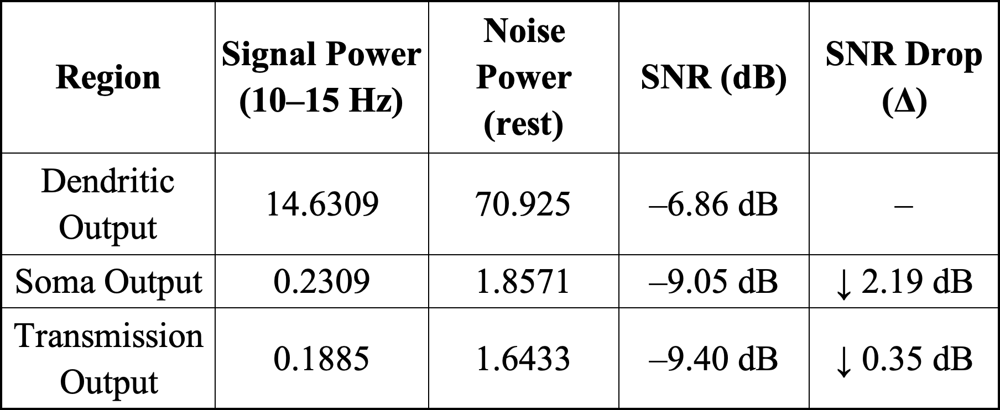 Region
Signal Power
(10–15 Hz)
Noise
Power
(rest)
SNR (dB)
SNR Drop
(Δ)
Dendritic
Output
14.6309
70.925
–6.86 dB
–
Soma Output
0.2309
1.8571
–9.05 dB
↓ 2.19 dB
Transmission
Output
0.1885
1.6433
–9.40 dB
↓ 0.35 dB